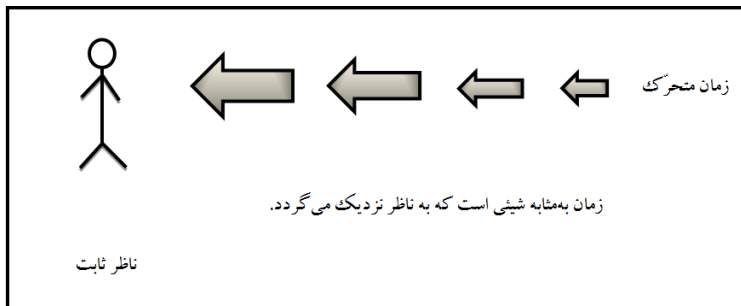 زمان متحرّک
زمان به‌مثابه شیئی است که به ناظر نزدیک می‌گردد.
ناظر ثابت